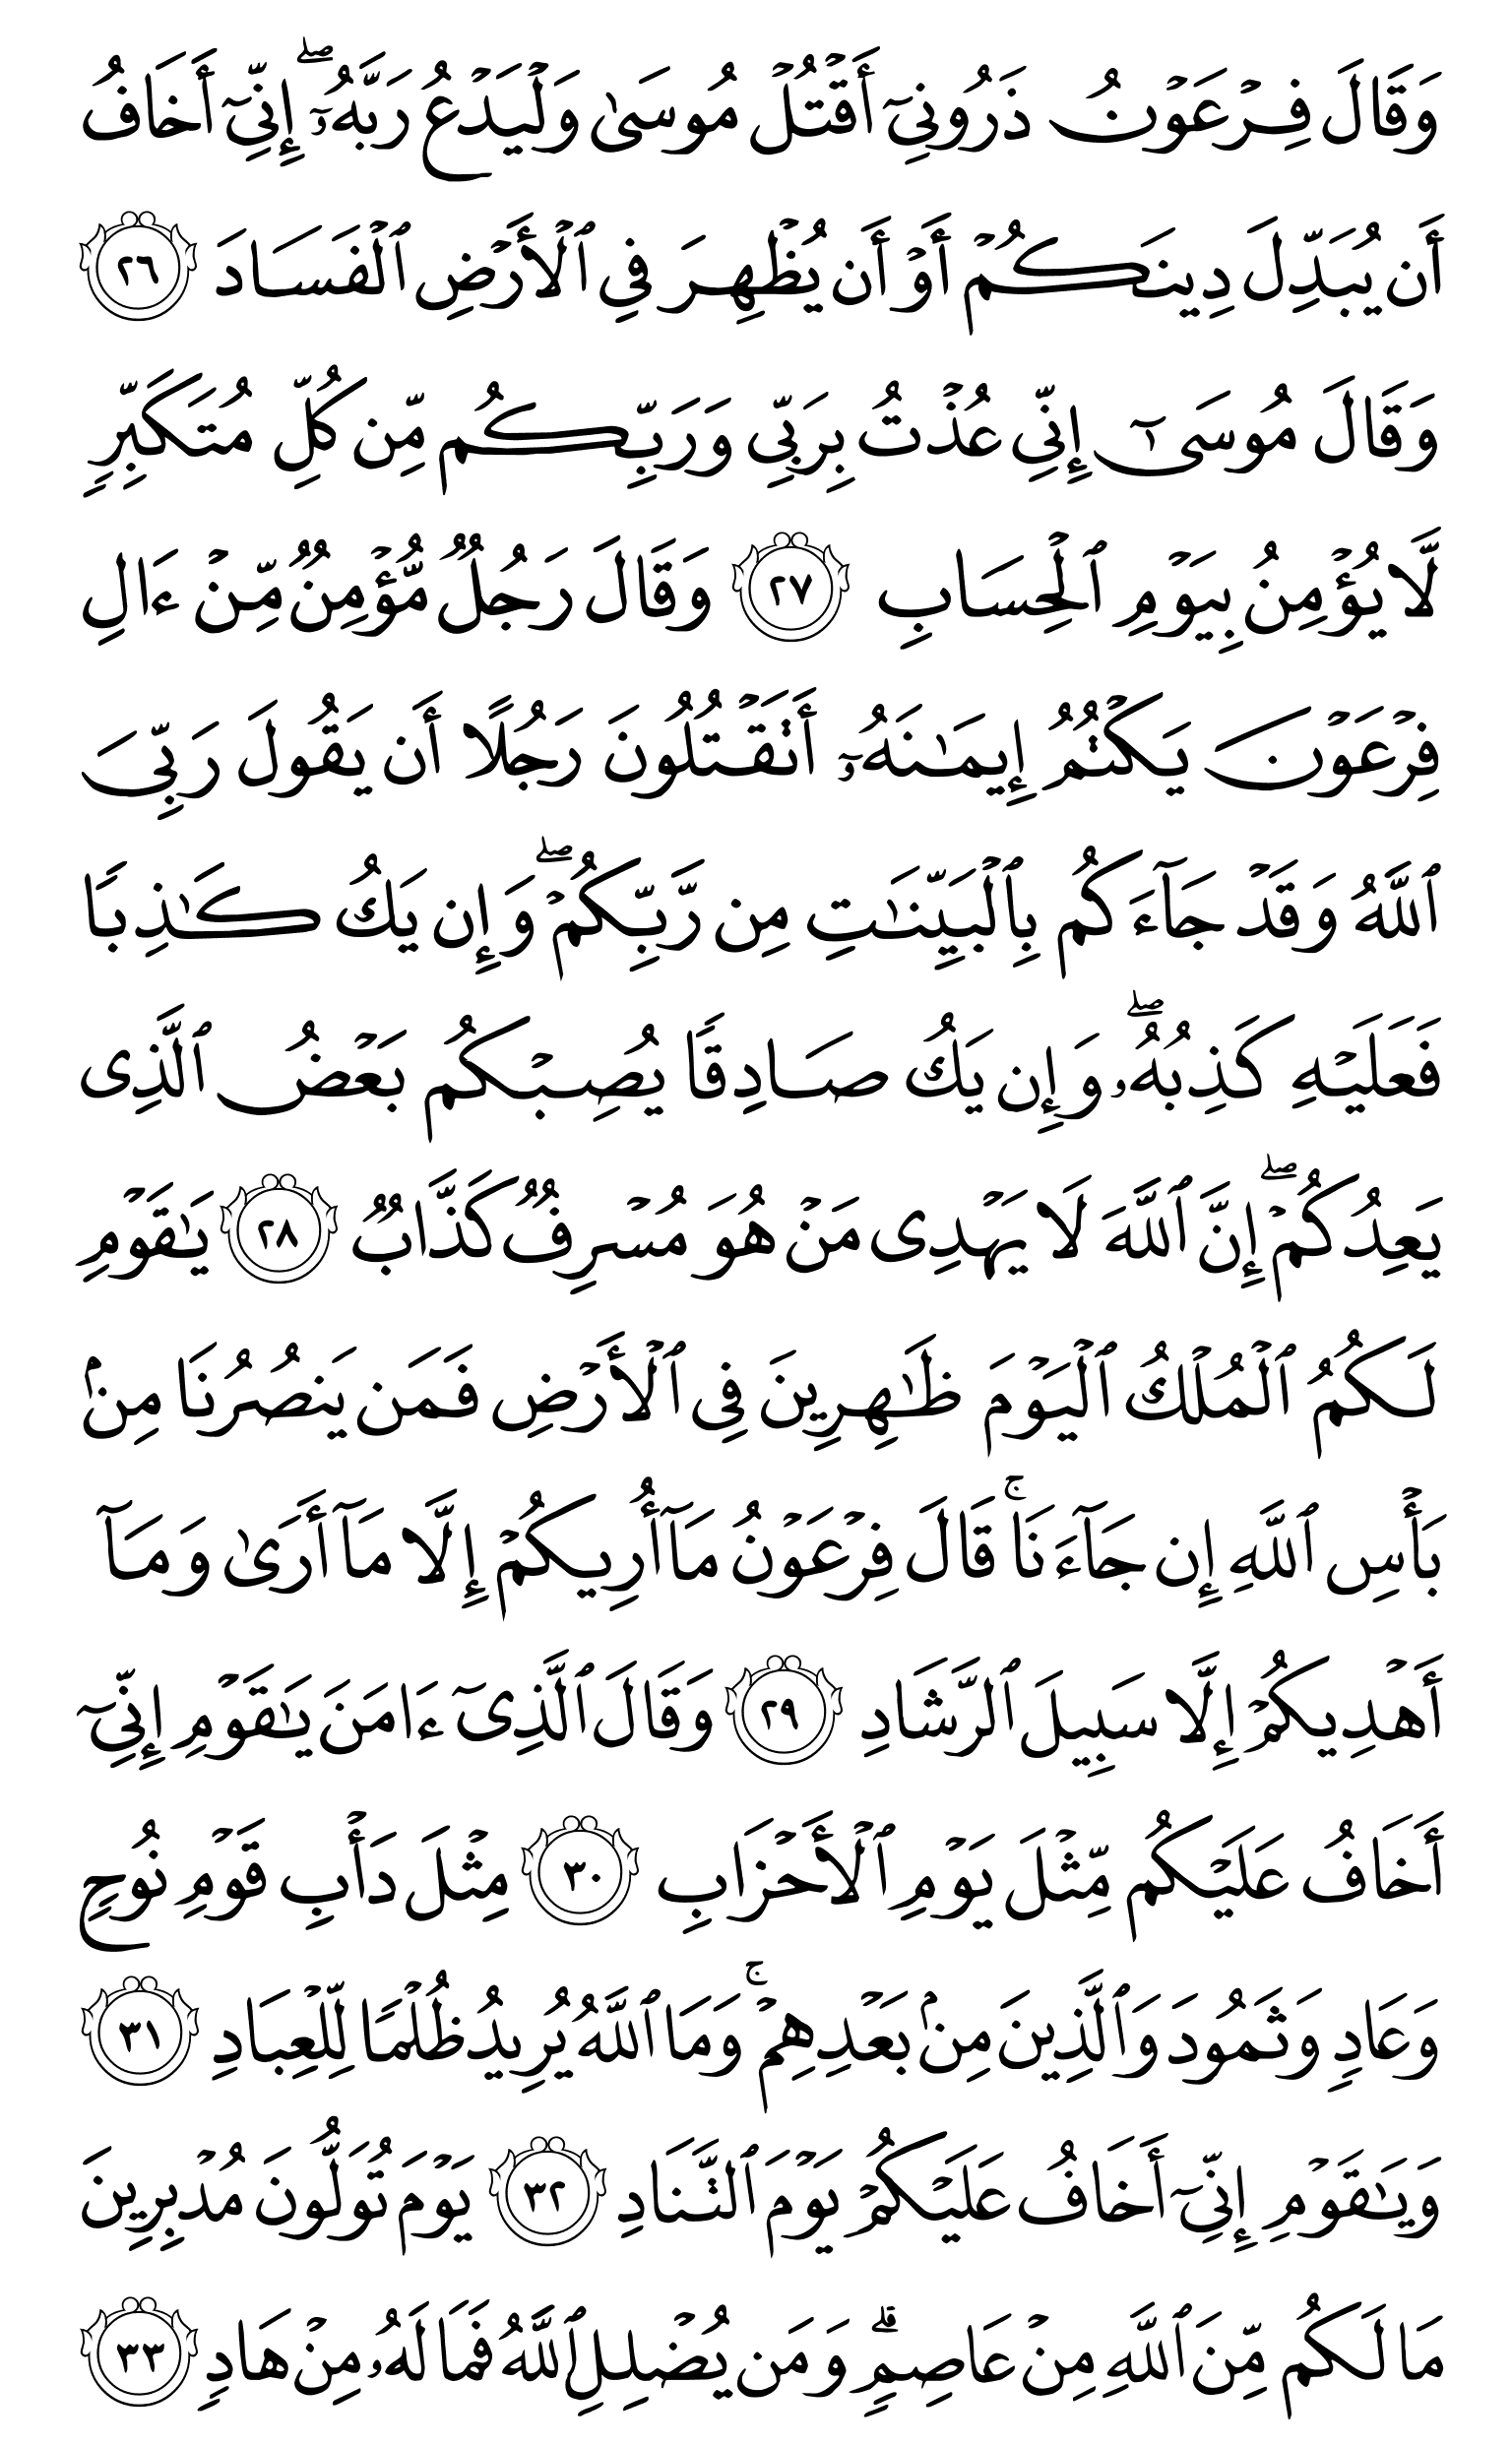 وَقَالَ فِرۡعَوۡنُ ذَرُونِيٓ أَقۡتُلۡ مُوسَىٰ وَلۡيَدۡعُ رَبَّهُۥٓۖ إِنِّيٓ أَخَافُ
أَن يُبَدِّلَ دِينَكُمۡ أَوۡ أَن يُظۡهِرَ فِي ٱلۡأَرۡضِ ٱلۡفَسَادَ ٢٦
وَقَالَ مُوسَىٰٓ إِنِّي عُذۡتُ بِرَبِّي وَرَبِّكُم مِّن كُلِّ مُتَكَبِّرٖ
لَّا يُؤۡمِنُ بِيَوۡمِ ٱلۡحِسَابِ ٢٧ وَقَالَ رَجُلٞ مُّؤۡمِنٞ مِّنۡ ءَالِ
فِرۡعَوۡنَ يَكۡتُمُ إِيمَٰنَهُۥٓ أَتَقۡتُلُونَ رَجُلًا أَن يَقُولَ رَبِّيَ
ٱللَّهُ وَقَدۡ جَآءَكُم بِٱلۡبَيِّنَٰتِ مِن رَّبِّكُمۡۖ وَإِن يَكُ كَٰذِبٗا
فَعَلَيۡهِ كَذِبُهُۥۖ وَإِن يَكُ صَادِقٗا يُصِبۡكُم بَعۡضُ ٱلَّذِي
يَعِدُكُمۡۖ إِنَّ ٱللَّهَ لَا يَهۡدِي مَنۡ هُوَ مُسۡرِفٞ كَذَّابٞ ٢٨ يَٰقَوۡمِ
لَكُمُ ٱلۡمُلۡكُ ٱلۡيَوۡمَ ظَٰهِرِينَ فِي ٱلۡأَرۡضِ فَمَن يَنصُرُنَا مِنۢ
بَأۡسِ ٱللَّهِ إِن جَآءَنَاۚ قَالَ فِرۡعَوۡنُ مَآ أُرِيكُمۡ إِلَّا مَآ أَرَىٰ وَمَآ
أَهۡدِيكُمۡ إِلَّا سَبِيلَ ٱلرَّشَادِ ٢٩ وَقَالَ ٱلَّذِيٓ ءَامَنَ يَٰقَوۡمِ إِنِّيٓ
أَخَافُ عَلَيۡكُم مِّثۡلَ يَوۡمِ ٱلۡأَحۡزَابِ ٣٠ مِثۡلَ دَأۡبِ قَوۡمِ نُوحٖ
وَعَادٖ وَثَمُودَ وَٱلَّذِينَ مِنۢ بَعۡدِهِمۡۚ وَمَا ٱللَّهُ يُرِيدُ ظُلۡمٗا لِّلۡعِبَادِ ٣١
وَيَٰقَوۡمِ إِنِّيٓ أَخَافُ عَلَيۡكُمۡ يَوۡمَ ٱلتَّنَادِ ٣٢ يَوۡمَ تُوَلُّونَ مُدۡبِرِينَ
مَا لَكُم مِّنَ ٱللَّهِ مِنۡ عَاصِمٖۗ وَمَن يُضۡلِلِ ٱللَّهُ فَمَا لَهُۥ مِنۡ هَادٖ ٣٣